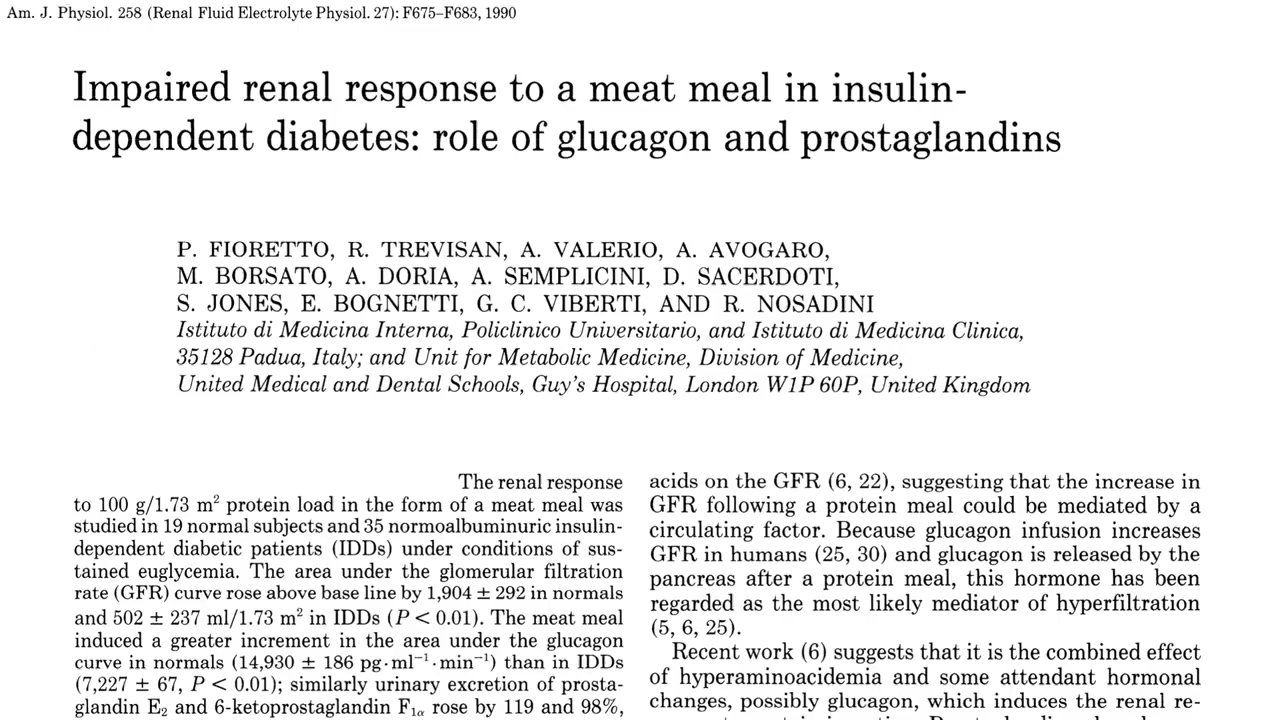 Am. J. Physiol. 258 (Renal Fluid Electrolyte Physiol. 27): F675–F683, 1990
Impaired renal response to a meat meal in insulin-
dependent diabetes: role of glucagon and prostaglandins
P. FIORETTO, R. TREVISAN, A. VALERIO, A. AVOGARO,
M. BORSATO, A. DORIA, A. SEMPLICINI, D. SACERDOTI,
S. JONES, E. BOGNETTI, G. C. VIBERTI, AND R. NOSADINI
Istituto di Medicina Interna, Policlinico Universitario, and Istituto di Medicina Clinica,
35128 Padua, Italy; and Unit for Metabolic Medicine, Division of Medicine,
United Medical and Dental Schools, Guy's Hospital, London W1P 60P, United Kingdom
The renal response
to 100 g/1.73 m² protein load in the form of a meat meal was
studied in 19 normal subjects and 35 normoalbuminuric insulin-
dependent diabetic patients (IDDs) under conditions of sus-
tained euglycemia. The area under the glomerular filtration
rate (GFR) curve rose above base line by 1,904 ± 292 in normals
and 502 ± 237 ml/1.73 m² in IDDs (P < 0.01). The meat meal
induced a greater increment in the area under the glucagon
curve in normals (14,930 ± 186 pg·ml⁻¹·min⁻¹) than in IDDs
(7,227 ± 67, P < 0.01); similarly urinary excretion of prosta-
glandin E₂ and 6-ketoprostaglandin F₁α rose by 119 and 98%,
acids on the GFR (6, 22), suggesting that the increase in
GFR following a protein meal could be mediated by a
circulating factor. Because glucagon infusion increases
GFR in humans (25, 30) and glucagon is released by the
pancreas after a protein meal, this hormone has been
regarded as the most likely mediator of hyperfiltration
(5, 6, 25).
Recent work (6) suggests that it is the combined effect
of hyperaminoacidemia and some attendant hormonal
changes, possibly glucagon, which induces the renal re-